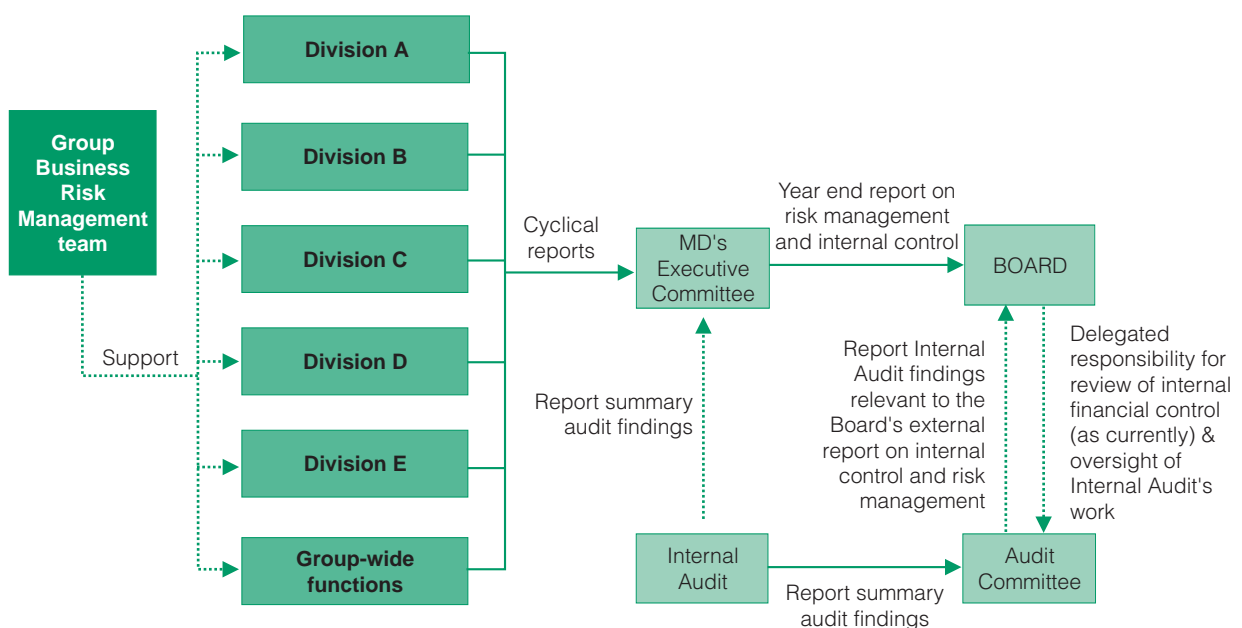 Group
Business
Risk
Management
team
Support
Division A
Division B
Division C
Division D
Division E
Group-wide
functions
Cyclical
reports
MD's
Executive
Committee
Year end report on
risk management
and internal control
BOARD
Report summary
audit findings
Report Internal
Audit findings
relevant to the
Board's external
report on internal
control and risk
management
Delegated
responsibility for
review of internal
financial control
(as currently) &
oversight of
Internal Audit's
work
Internal
Audit
Report summary
audit findings
Audit
Committee